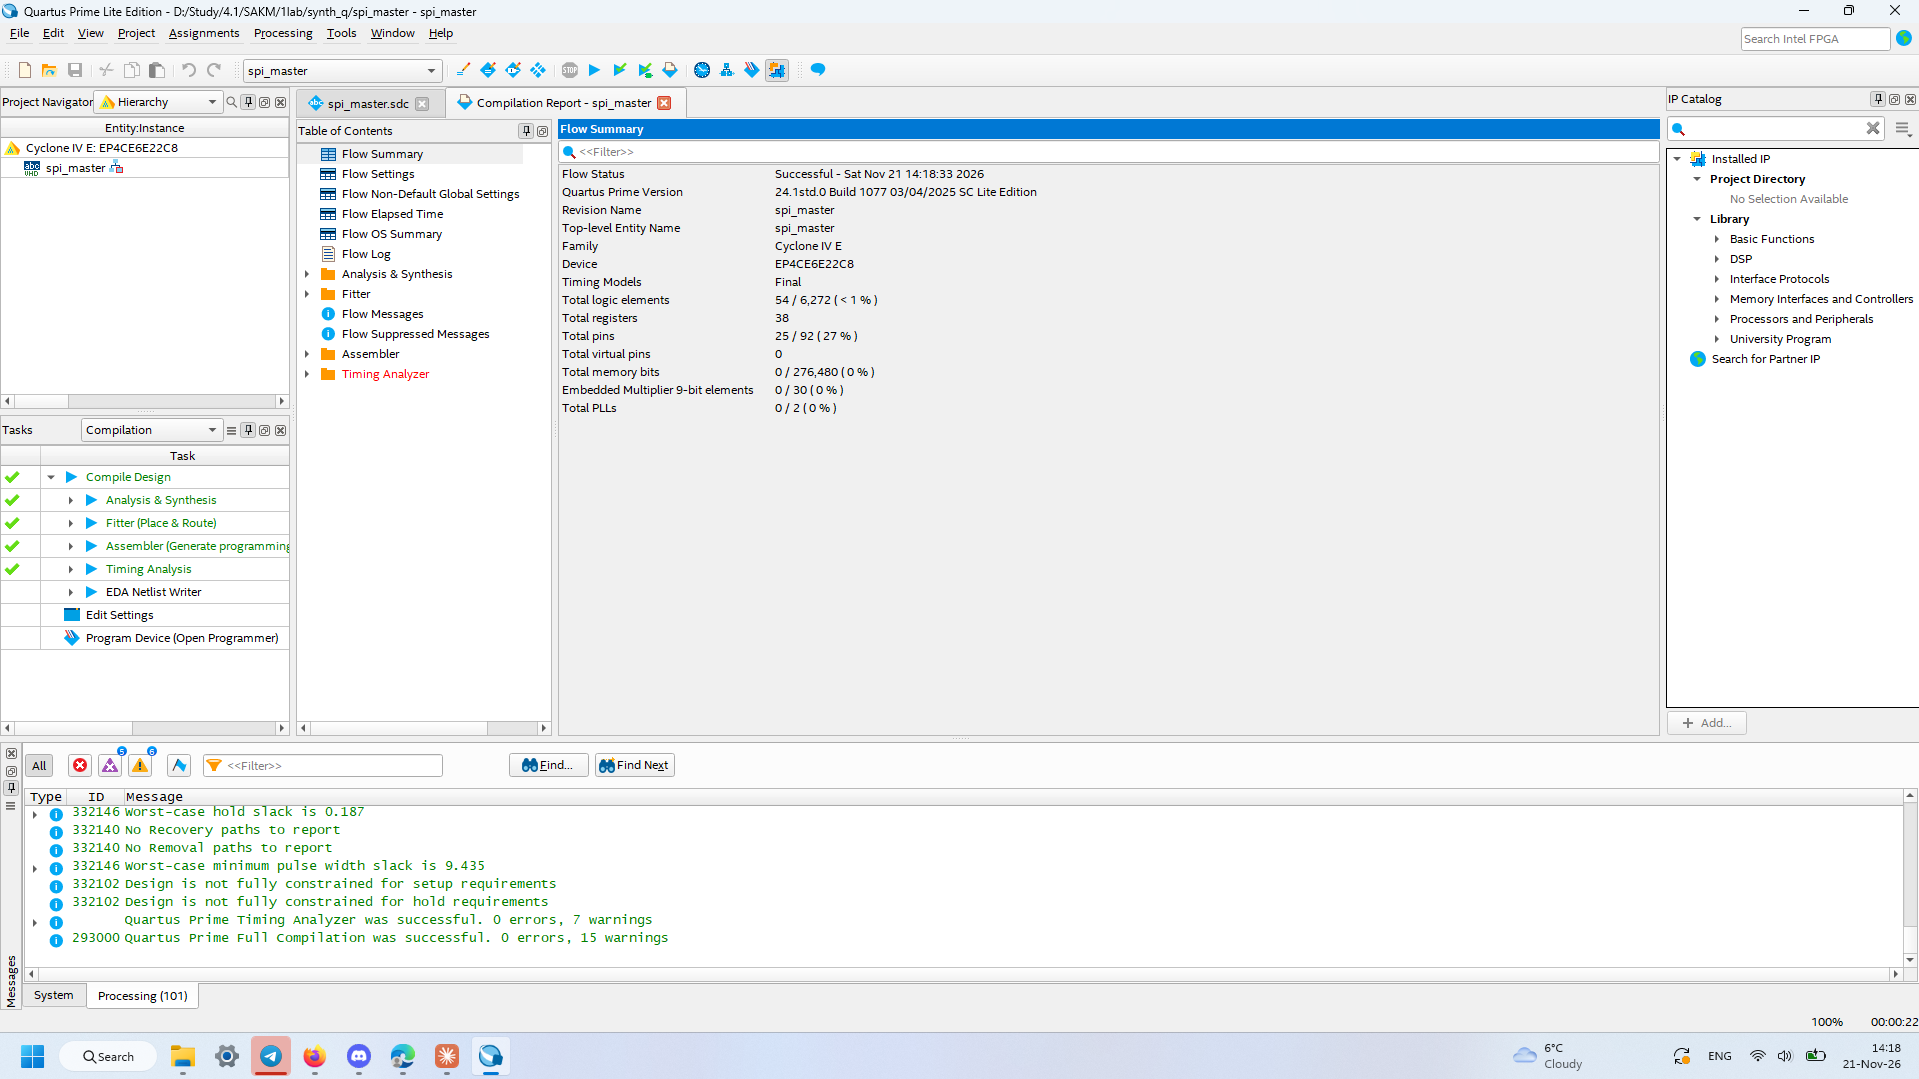 Quartus Prime Lite Edition - D:/Study/4.1/SAKM/1lab/synth_q/spi_master - spi_master
File Edit View Project Assignments Processing Tools Window Help
Search Intel FPGA
spi_master
STOP
Project Navigator
Hierarchy
Entity:Instance
Cyclone IV E: EP4CE6E22C8
abc
VHD
spi_master
Tasks
Compilation
Task
Compile Design
Analysis & Synthesis
Fitter (Place & Route)
Assembler (Generate programming
Timing Analysis
EDA Netlist Writer
Edit Settings
Program Device (Open Programmer)
abc
spi_master.sdc
Compilation Report - spi_master
Table of Contents
Flow Summary
Flow Settings
Flow Non-Default Global Settings
Flow Elapsed Time
Flow OS Summary
Flow Log
Analysis & Synthesis
Fitter
Flow Messages
Flow Suppressed Messages
Assembler
Timing Analyzer
Flow Summary
<<Filter>>
Flow Status Successful - Sat Nov 21 14:18:33 2026
Quartus Prime Version 24.1std.0 Build 1077 03/04/2025 SC Lite Edition
Revision Name spi_master
Top-level Entity Name spi_master
Family Cyclone IV E
Device EP4CE6E22C8
Timing Models Final
Total logic elements 54 / 6,272 ( < 1 % )
Total registers 38
Total pins 25 / 92 ( 27 % )
Total virtual pins 0
Total memory bits 0 / 276,480 ( 0 % )
Embedded Multiplier 9-bit elements 0 / 30 ( 0 % )
Total PLLs 0 / 2 ( 0 % )
IP Catalog
Installed IP
Project Directory
No Selection Available
Library
Basic Functions
DSP
Interface Protocols
Memory Interfaces and Controllers
Processors and Peripherals
University Program
Search for Partner IP
+ Add...
Messages
All
5
6
<<Filter>>
Find...
Find Next
Type ID Message
332146 Worst-case hold slack is 0.187
332140 No Recovery paths to report
332140 No Removal paths to report
332146 Worst-case minimum pulse width slack is 9.435
332102 Design is not fully constrained for setup requirements
332102 Design is not fully constrained for hold requirements
Quartus Prime Timing Analyzer was successful. 0 errors, 7 warnings
293000 Quartus Prime Full Compilation was successful. 0 errors, 15 warnings
System
Processing (101)
100% 00:00:22
Search
6°C
Cloudy
ENG
14:18
21-Nov-26